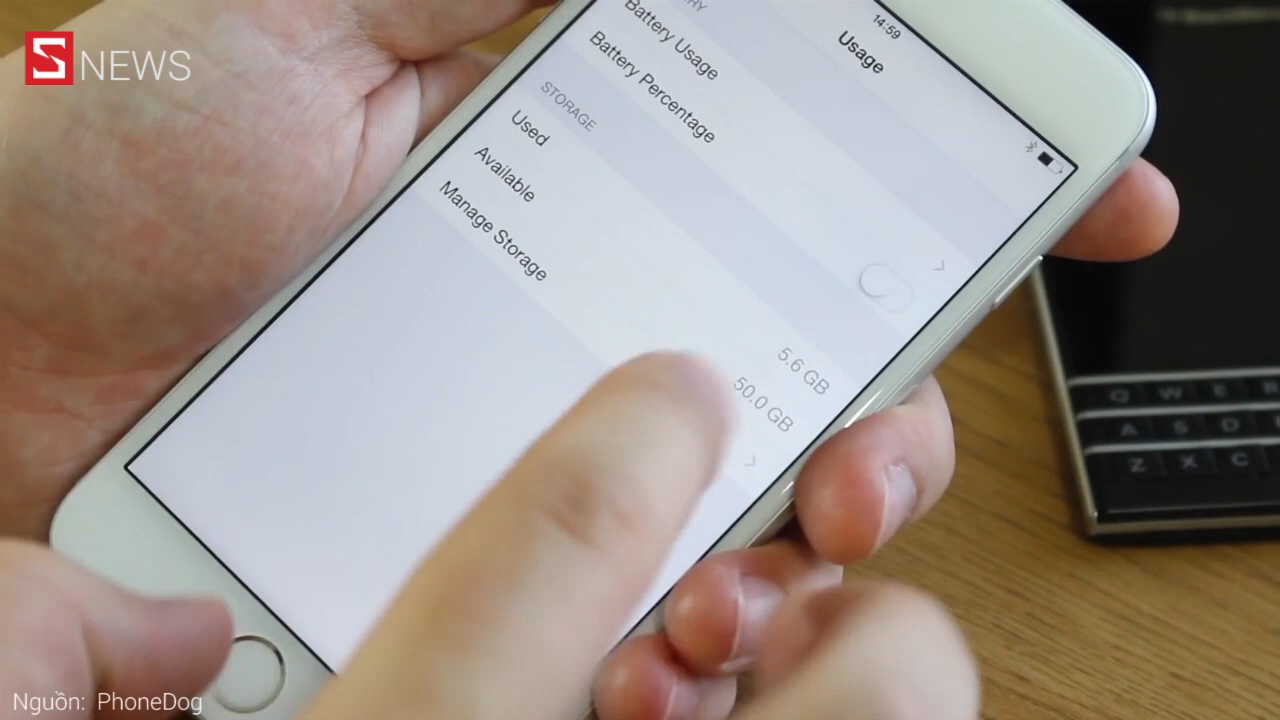 S NEWS
14:59
Usage
Battery Usage
Battery Percentage
STORAGE
Used 5.6 GB
Available 50.0 GB
Manage Storage
Q W E
A S D
Z X C
Nguồn: PhoneDog